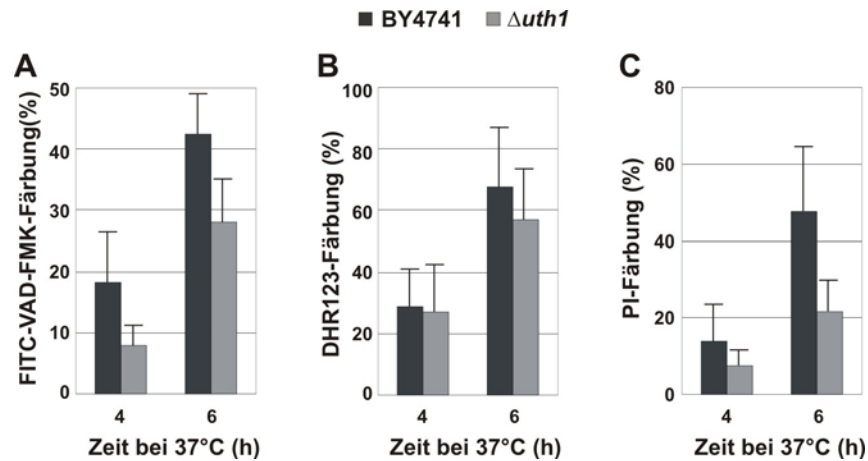 BY4741 Δuth1
A
FITC-VAD-FMK-Färbung(%)
50
40
30
20
10
0
4 6
Zeit bei 37°C (h)
B
DHR123-Färbung (%)
100
80
60
40
20
0
4 6
Zeit bei 37°C (h)
C
PI-Färbung (%)
80
60
40
20
0
4 6
Zeit bei 37°C (h)